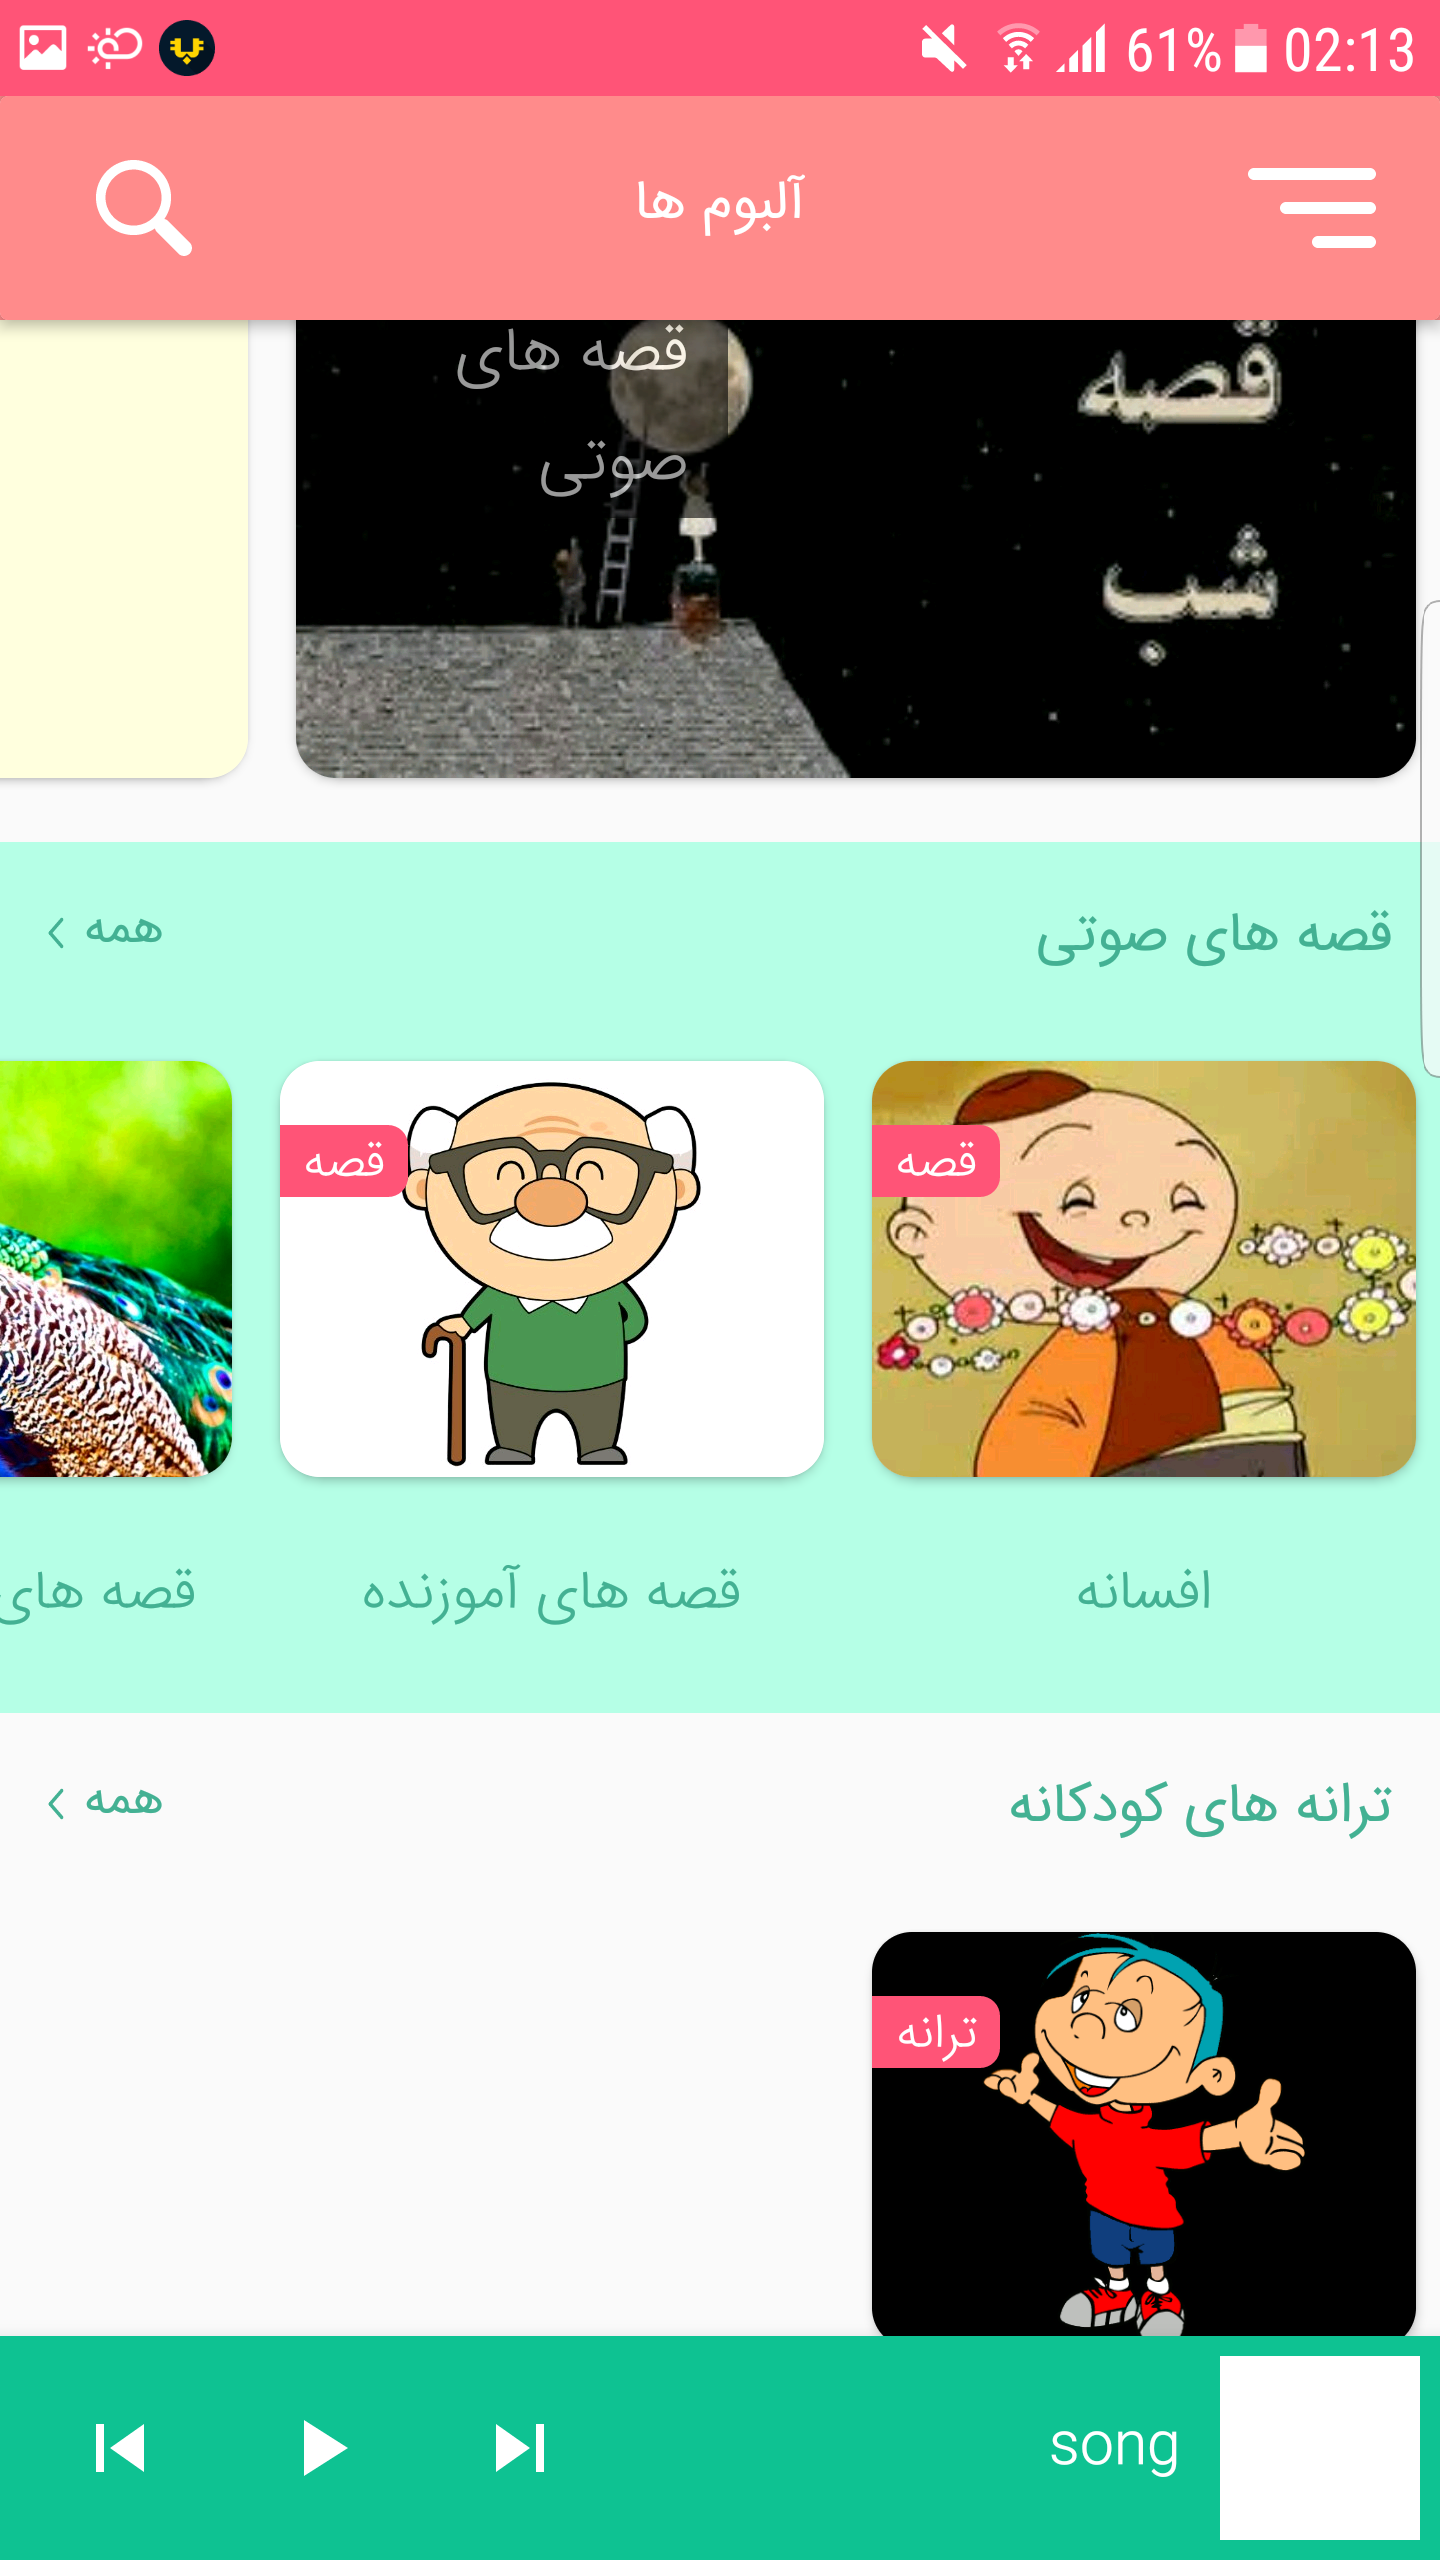 61% 02:13
آلبوم ها
قصه
شب
قصه های
صوتی
قصه های صوتی
همه
قصه
قصه
افسانه
قصه های آموزنده
قصه های
ترانه های کودکانه
همه
ترانه
song